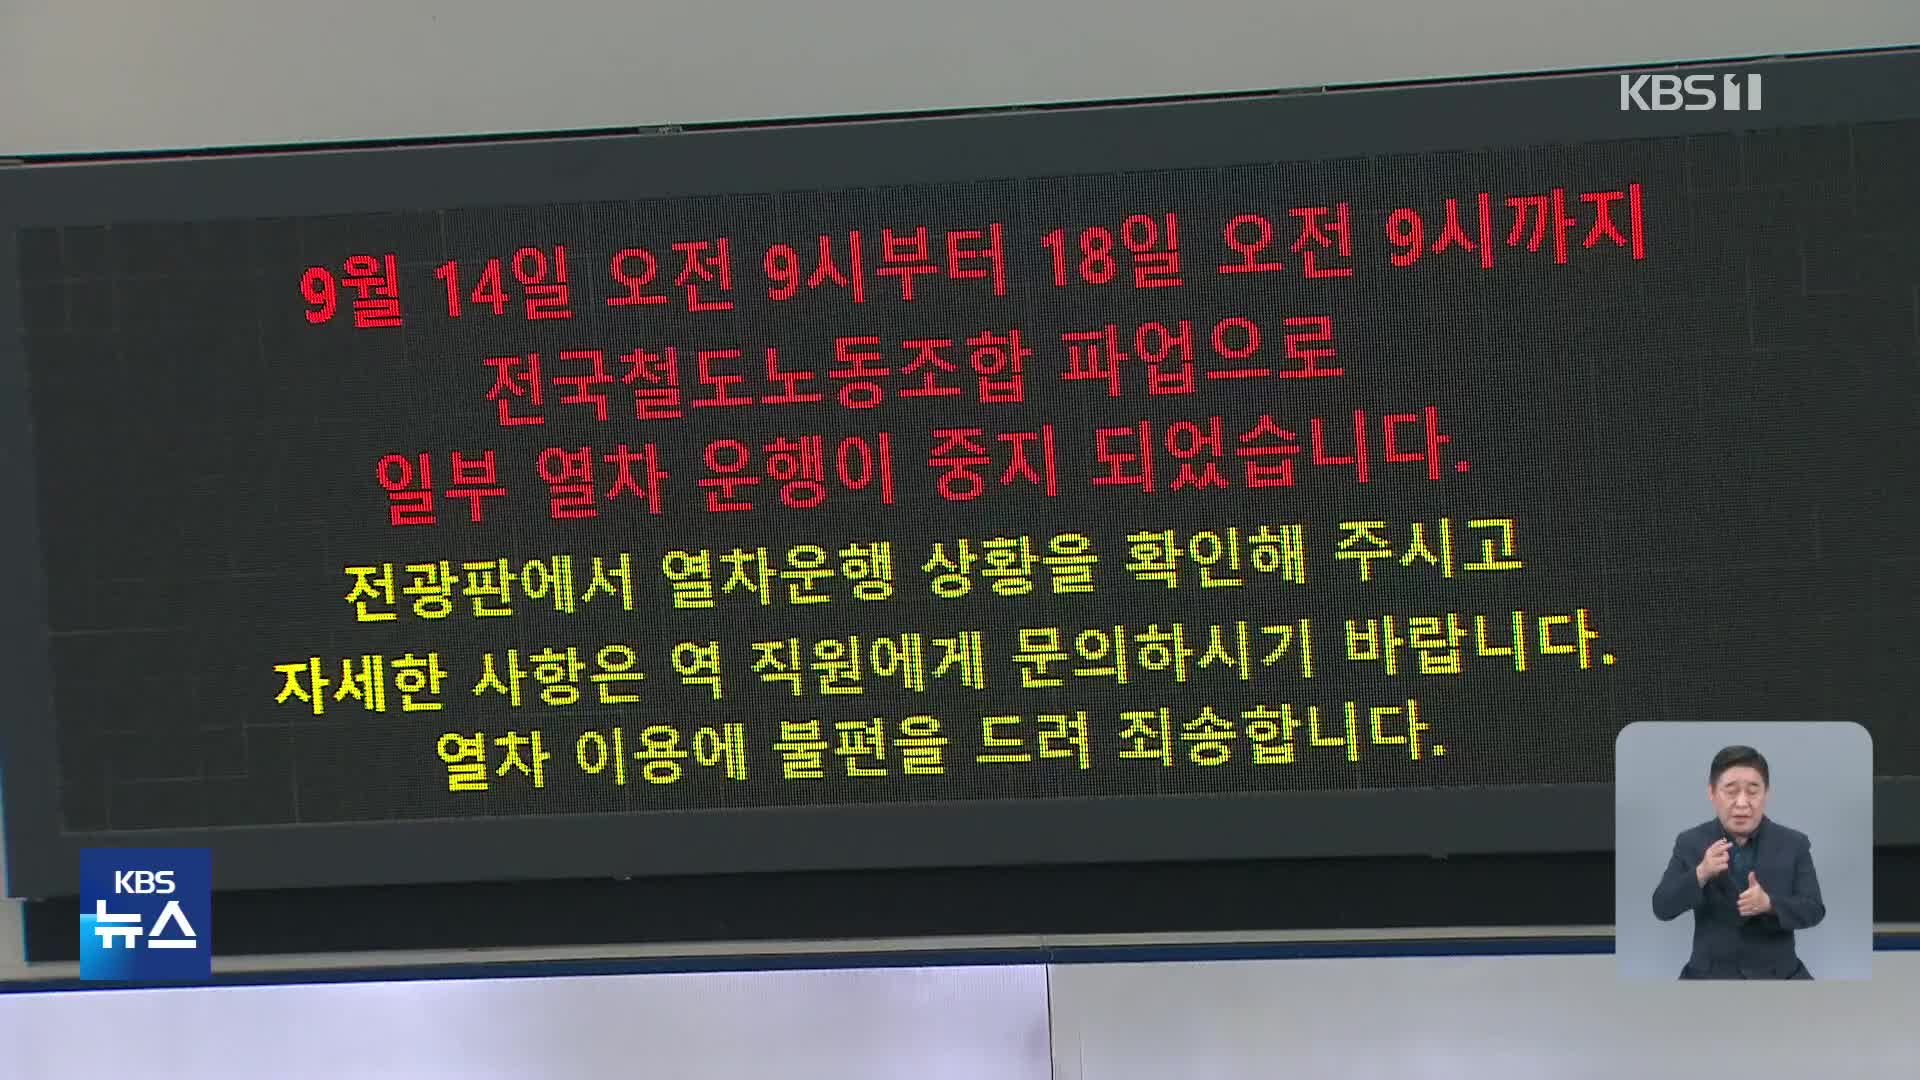 KBS 1
9월 14일 오전 9시부터 18일 오전 9시까지
전국철도노동조합 파업으로
일부 열차 운행이 중지 되었습니다.
전광판에서 열차운행 상황을 확인해 주시고
자세한 사항은 역 직원에게 문의하시기 바랍니다.
열차 이용에 불편을 드려 죄송합니다.
KBS
뉴스